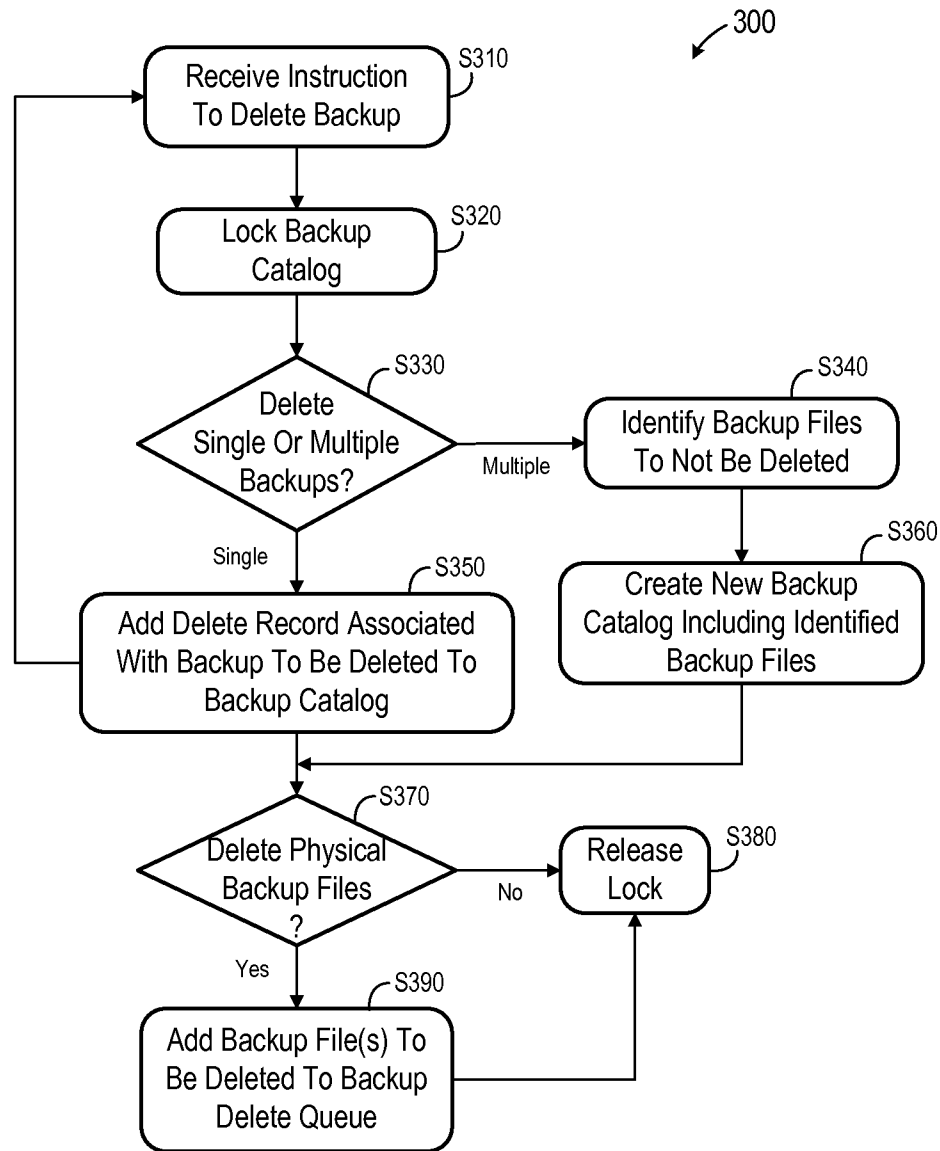 300
S310
Receive Instruction
To Delete Backup
S320
Lock Backup
Catalog
S330
Delete
Single Or Multiple
Backups?
Multiple
S340
Identify Backup Files
To Not Be Deleted
Single
S350
Add Delete Record Associated
With Backup To Be Deleted To
Backup Catalog
S360
Create New Backup
Catalog Including Identified
Backup Files
S370
Delete Physical
Backup Files
?
No
S380
Release
Lock
Yes
S390
Add Backup File(s) To
Be Deleted To Backup
Delete Queue